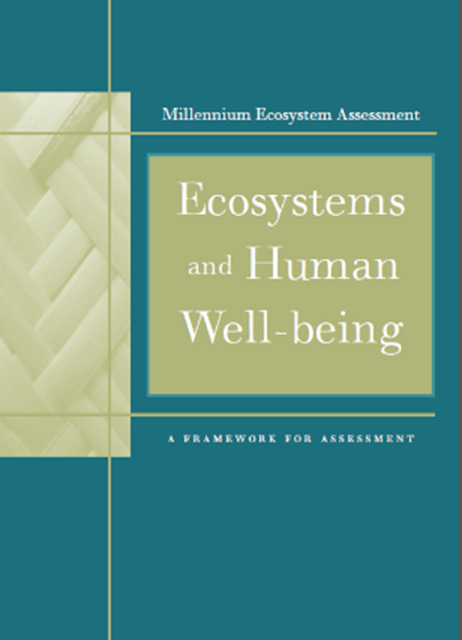 Millennium Ecosystem Assessment
Ecosystems
and Human
Well-being
A FRAMEWORK FOR ASSESSMENT